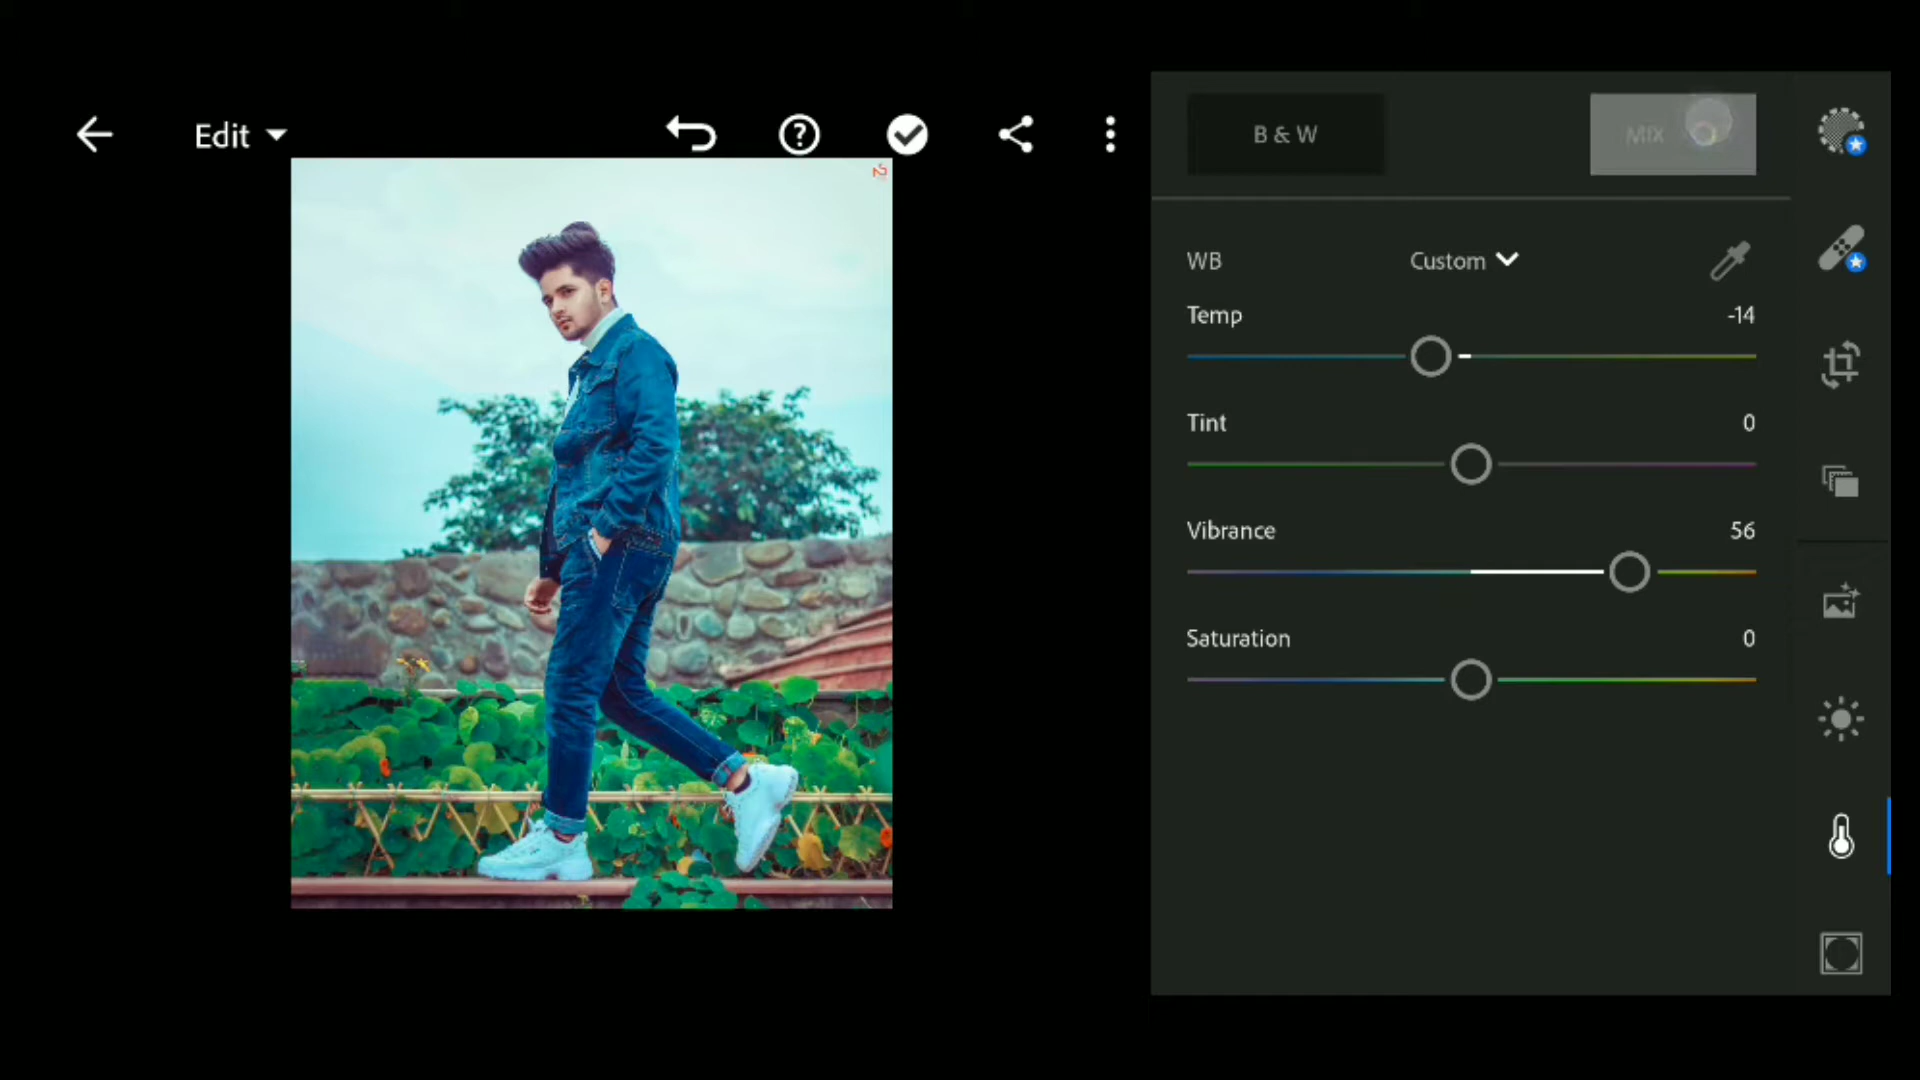 Edit
B & W
MIX
WB
Custom
Temp
-14
Tint
0
Vibrance
56
Saturation
0